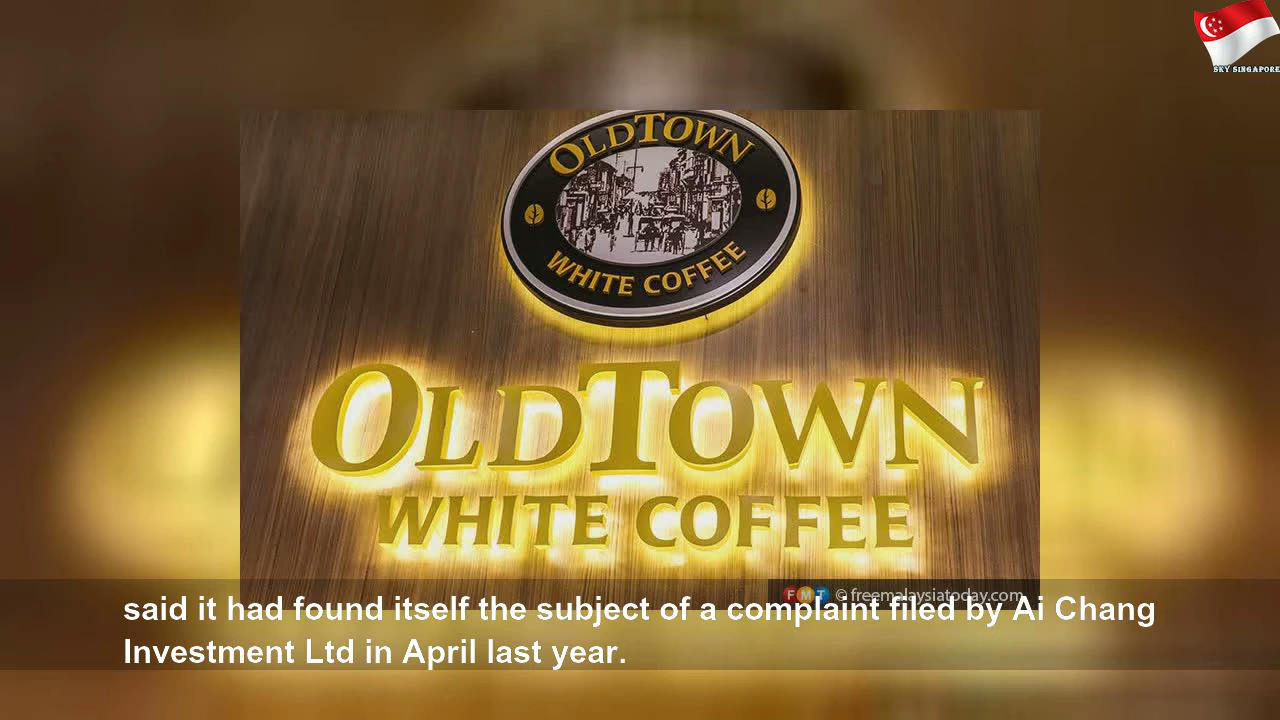 SKY SINGAPORE
OLDTOWN
WHITE COFFEE
OLDTOWN
WHITE COFFEE
FMT © freemalaysiatoday.com
said it had found itself the subject of a complaint filed by Ai Chang
Investment Ltd in April last year.